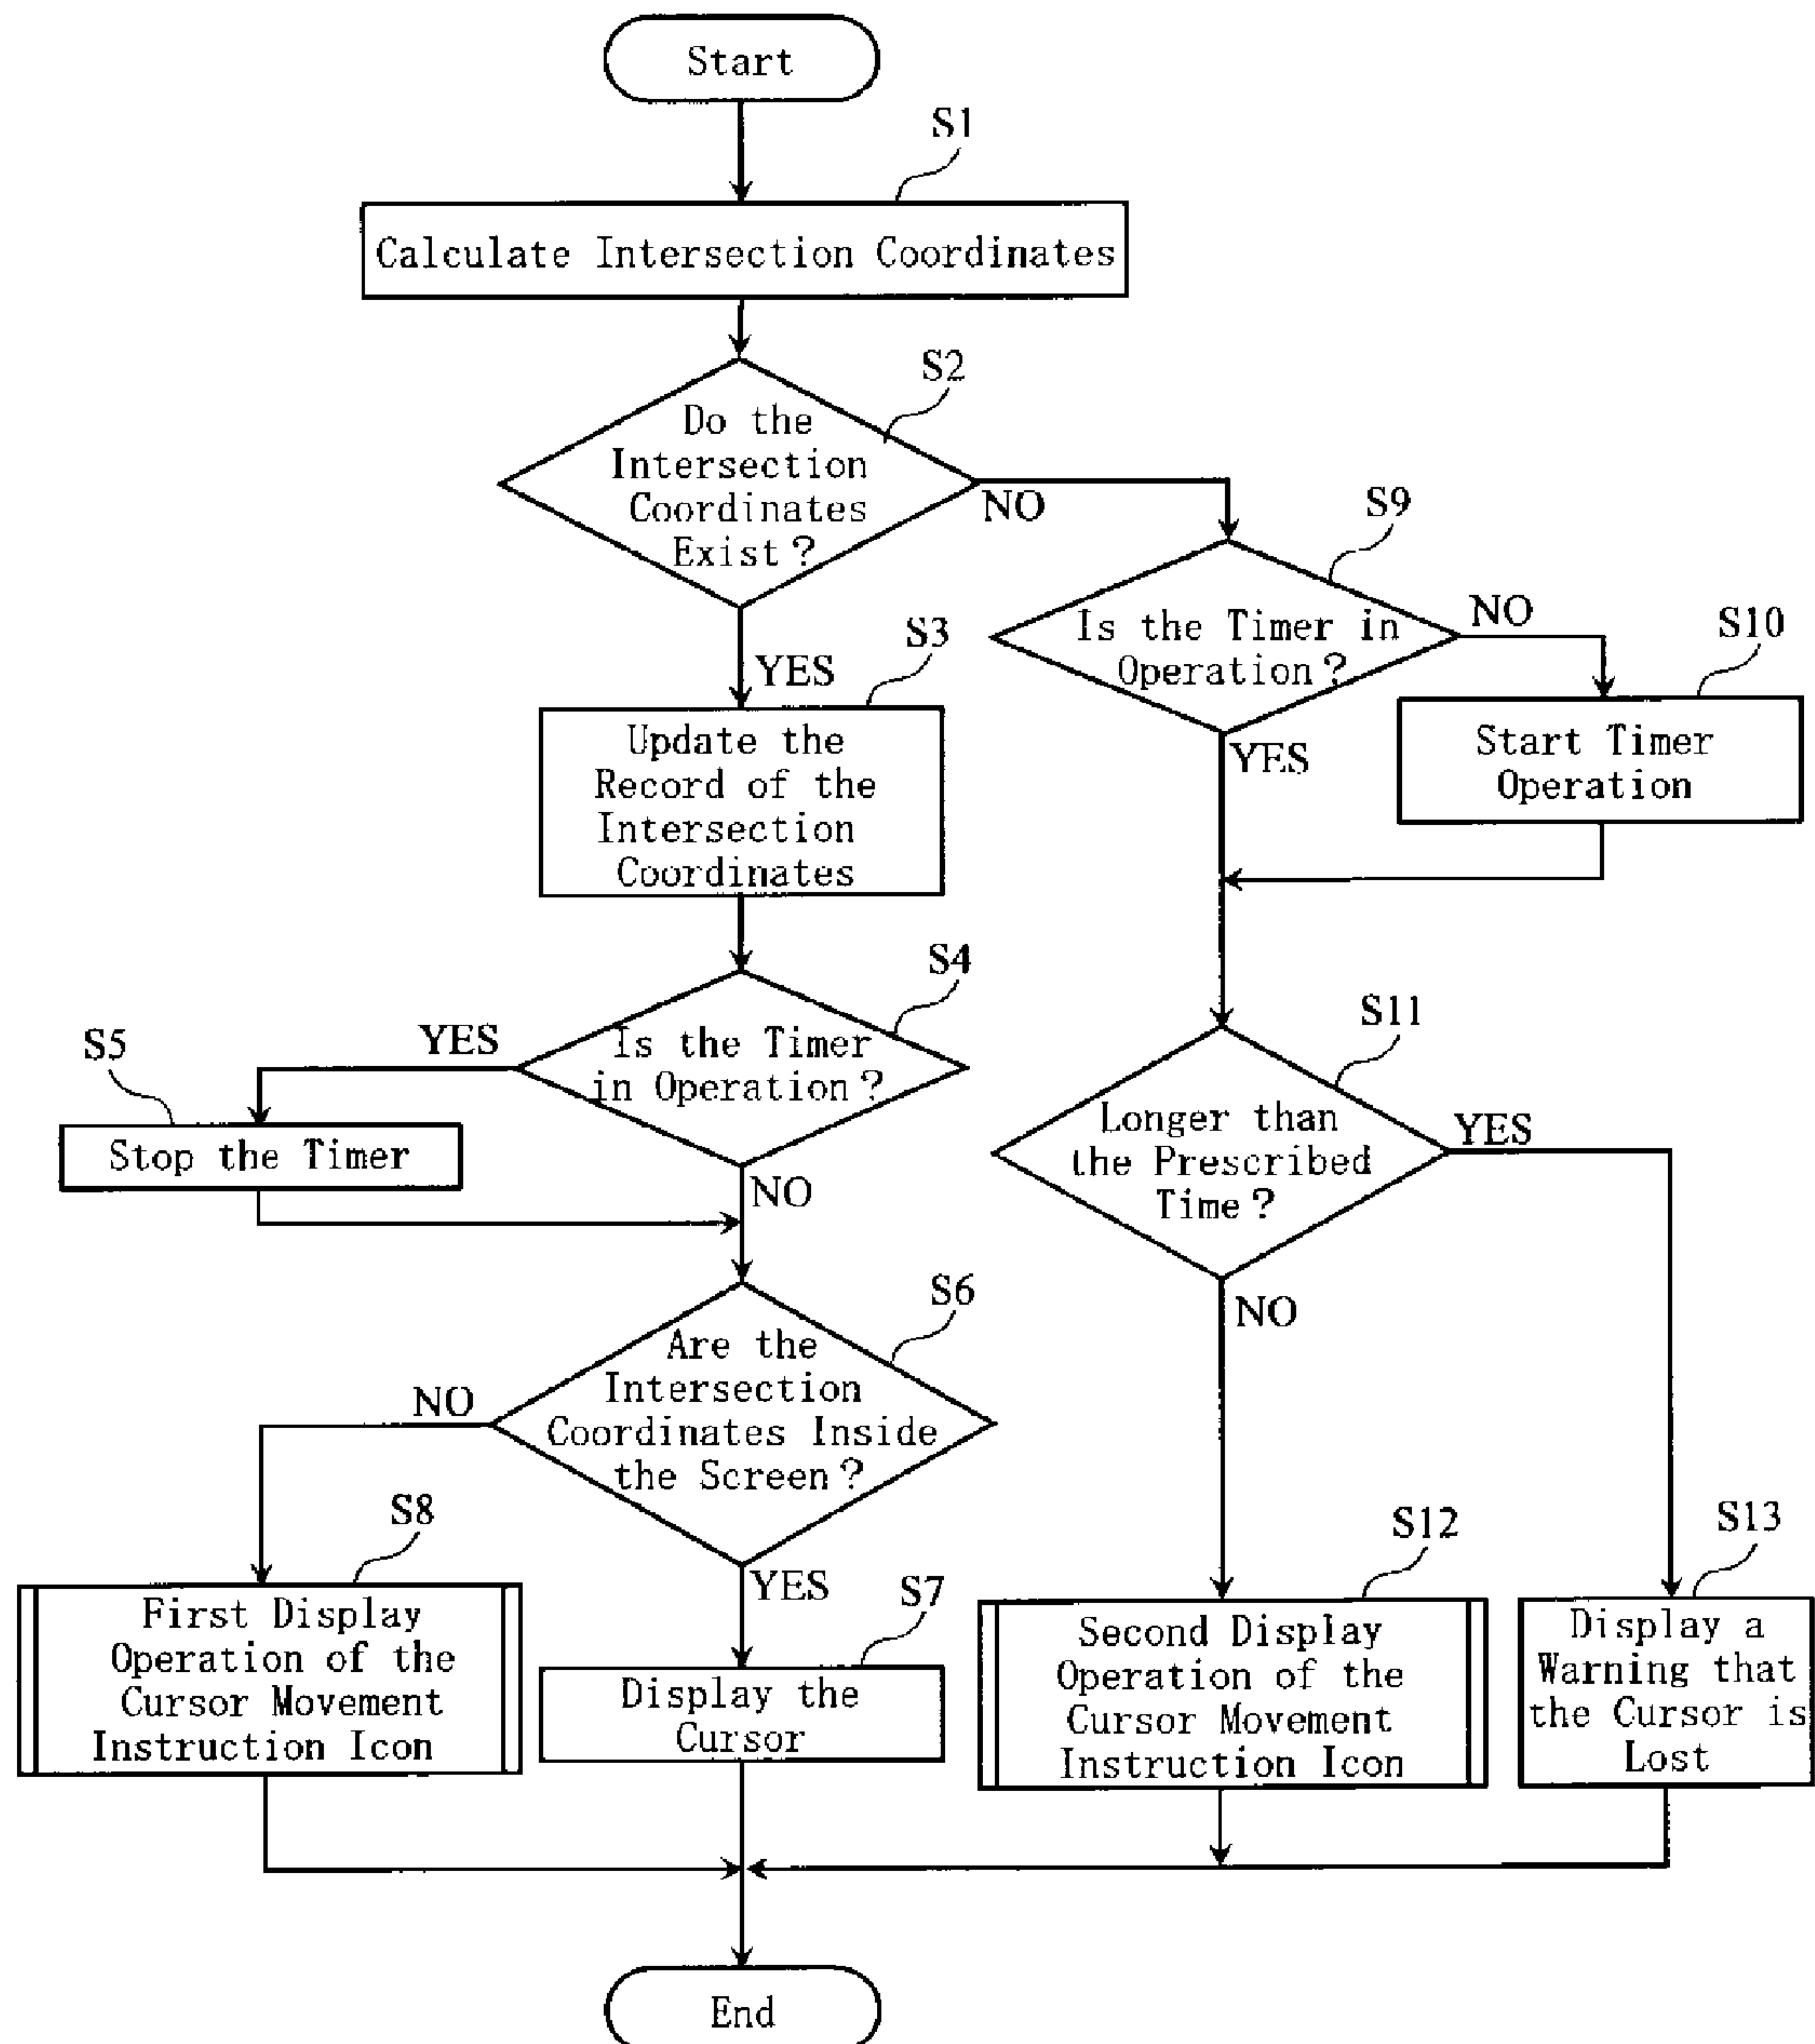 Start
S1
Calculate Intersection Coordinates
S2
Do the
Intersection
Coordinates
Exist?
NO
YES
S3
Update the
Record of the
Intersection
Coordinates
S9
Is the Timer in
Operation?
NO
YES
S10
Start Timer
Operation
S4
Is the Timer
in Operation?
YES
NO
S5
Stop the Timer
S11
Longer than
the Prescribed
Time?
YES
NO
S6
Are the
Intersection
Coordinates Inside
the Screen?
NO
YES
S8
First Display
Operation of the
Cursor Movement
Instruction Icon
S7
Display the
Cursor
S12
Second Display
Operation of the
Cursor Movement
Instruction Icon
S13
Display a
Warning that
the Cursor is
Lost
End